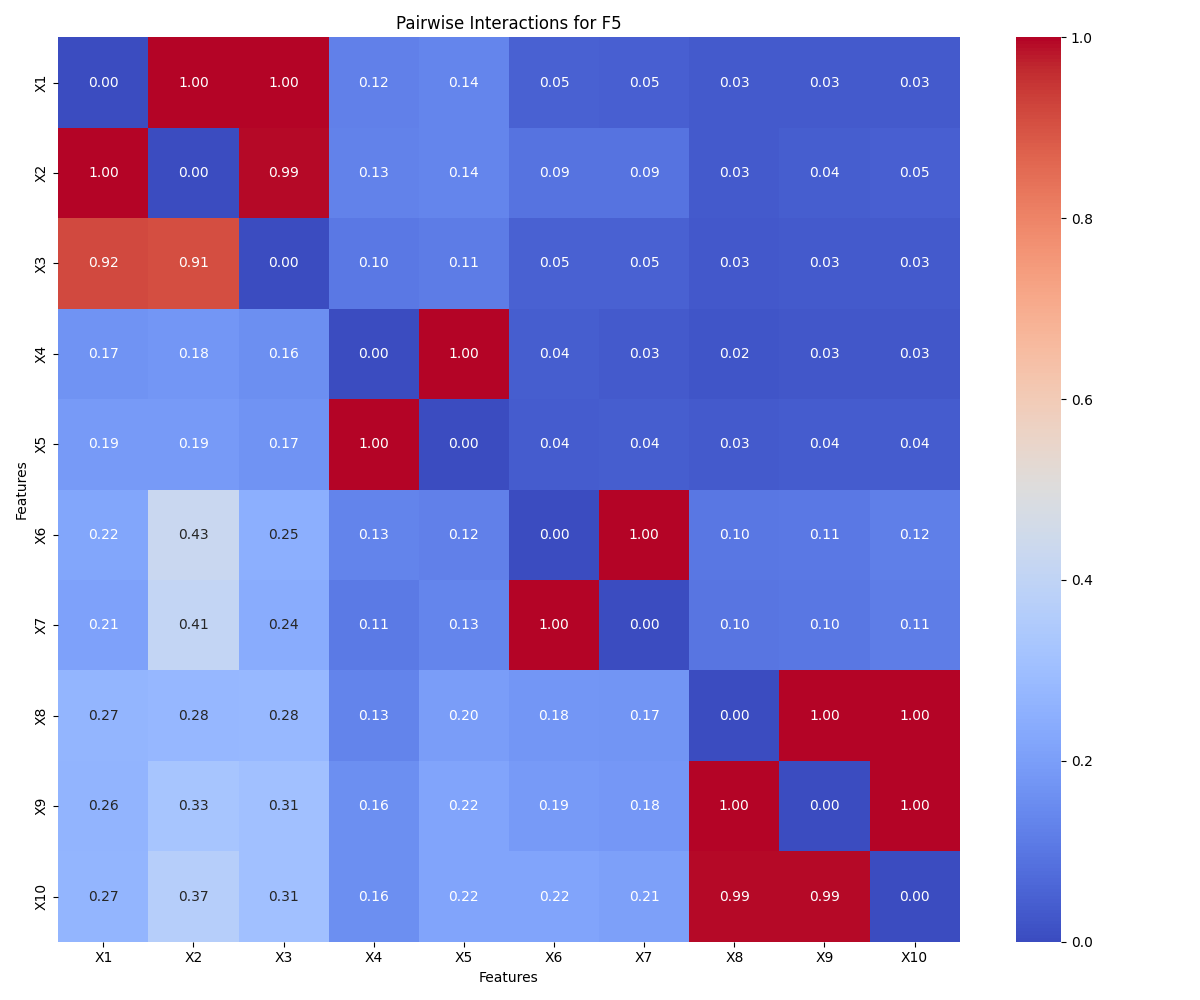 Pairwise Interactions for F5
X1 0.00 1.00 1.00 0.12 0.14 0.05 0.05 0.03 0.03 0.03
X2 1.00 0.00 0.99 0.13 0.14 0.09 0.09 0.03 0.04 0.05
X3 0.92 0.91 0.00 0.10 0.11 0.05 0.05 0.03 0.03 0.03
X4 0.17 0.18 0.16 0.00 1.00 0.04 0.03 0.02 0.03 0.03
X5 0.19 0.19 0.17 1.00 0.00 0.04 0.04 0.03 0.04 0.04
X6 0.22 0.43 0.25 0.13 0.12 0.00 1.00 0.10 0.11 0.12
X7 0.21 0.41 0.24 0.11 0.13 1.00 0.00 0.10 0.10 0.11
X8 0.27 0.28 0.28 0.13 0.20 0.18 0.17 0.00 1.00 1.00
X9 0.26 0.33 0.31 0.16 0.22 0.19 0.18 1.00 0.00 1.00
X10 0.27 0.37 0.31 0.16 0.22 0.22 0.21 0.99 0.99 0.00
X1 X2 X3 X4 X5 X6 X7 X8 X9 X10
Features
Features
1.0
0.8
0.6
0.4
0.2
0.0